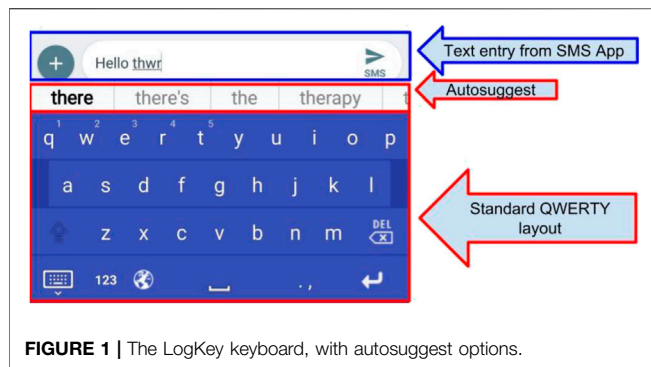 Hello thwr
SMS
Text entry from SMS App
there there's the therapy t
Autosuggest
1 2 3 4 5
q w e r t y u i o p
a s d f g h j k l
Standard QWERTY
layout
z x c v b n m DEL
123 . ,
FIGURE 1 | The LogKey keyboard, with autosuggest options.